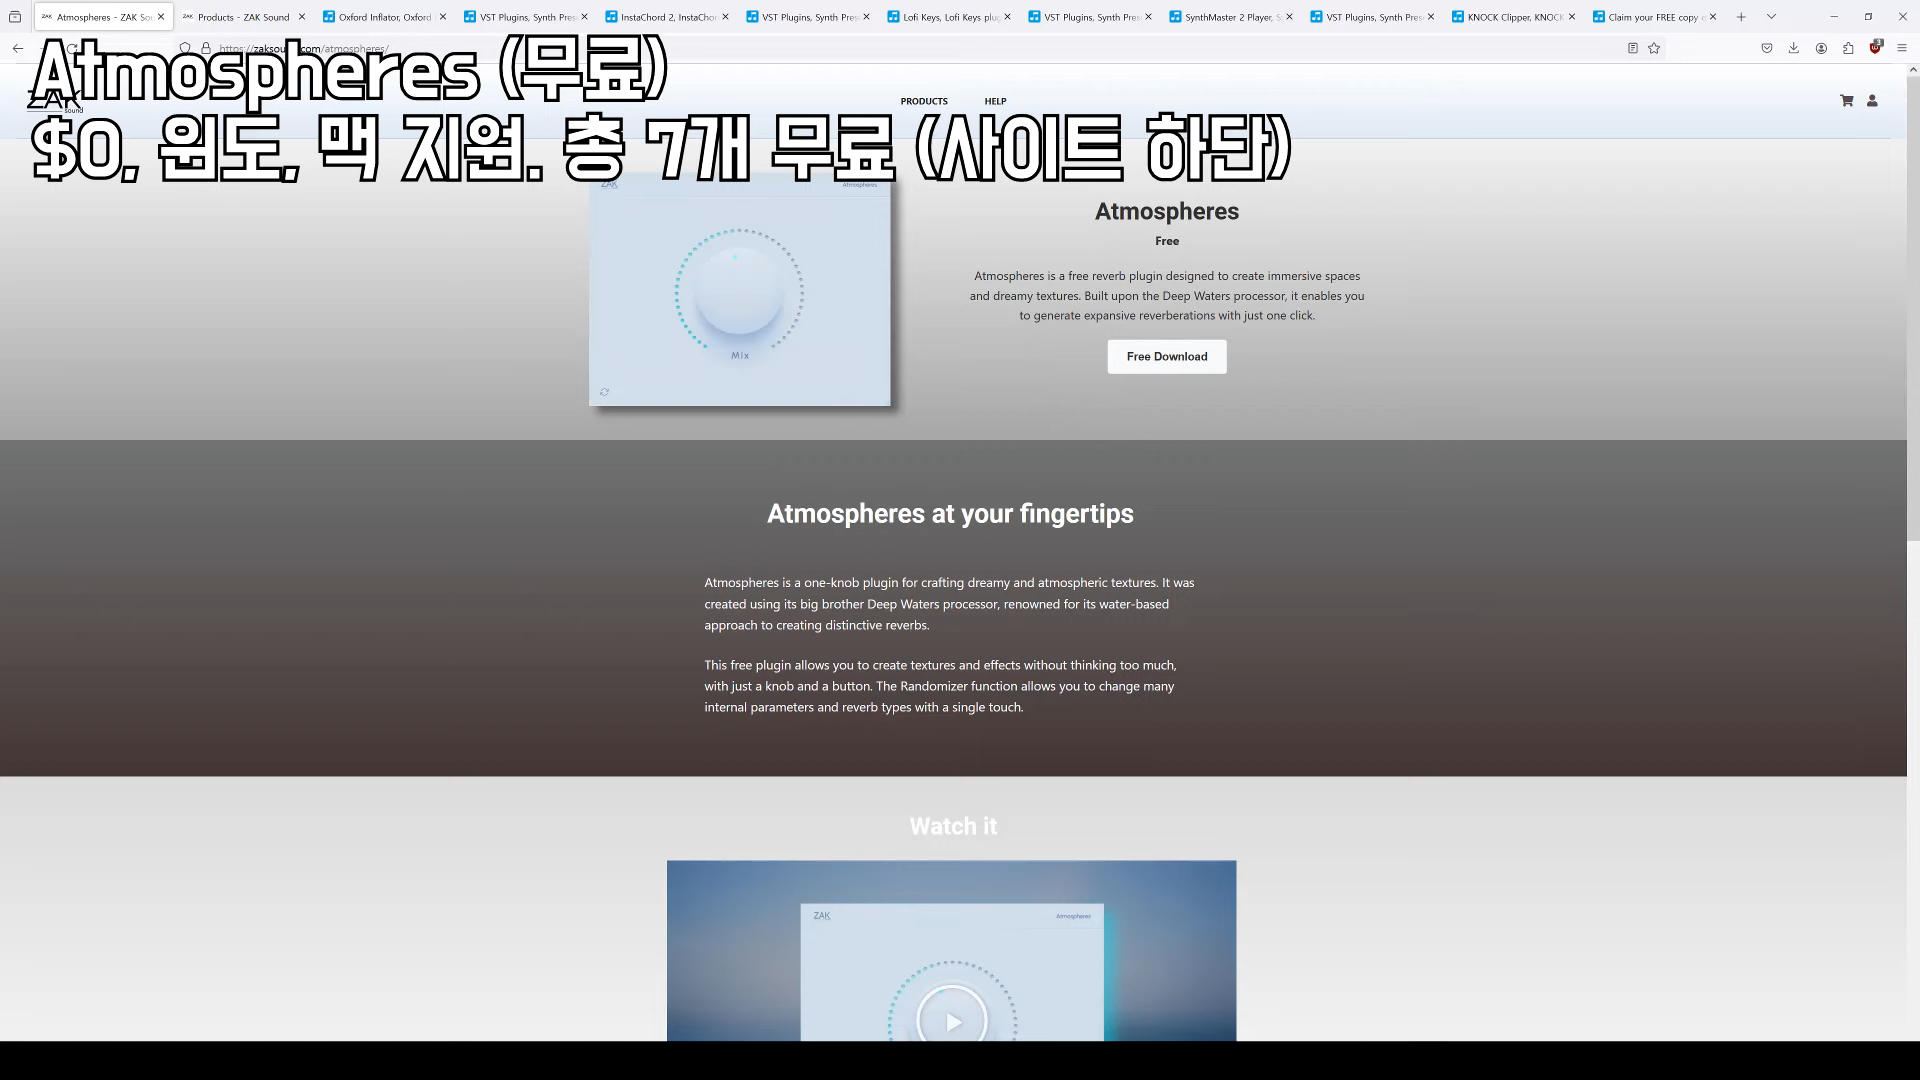 Atmospheres - ZAK So
Products - ZAK Sound
Oxford Inflator, Oxford
VST Plugins, Synth Pres
InstaChord 2, InstaChor
VST Plugins, Synth Pres
Lofi Keys, Lofi Keys plug
VST Plugins, Synth Pres
SynthMaster 2 Player, S
VST Plugins, Synth Pres
KNOCK Clipper, KNOCK
Claim your FREE copy o
Atmospheres (무료)
$0, 윈도, 맥 지원. 총 7개 무료 (사이트 하단)
ZAK
sound
PRODUCTS
HELP
ZAK
Atmospheres
Mix
Atmospheres
Free
Atmospheres is a free reverb plugin designed to create immersive spaces
and dreamy textures. Built upon the Deep Waters processor, it enables you
to generate expansive reverberations with just one click.
Free Download
Atmospheres at your fingertips
Atmospheres is a one-knob plugin for crafting dreamy and atmospheric textures. It was
created using its big brother Deep Waters processor, renowned for its water-based
approach to creating distinctive reverbs.
This free plugin allows you to create textures and effects without thinking too much,
with just a knob and a button. The Randomizer function allows you to change many
internal parameters and reverb types with a single touch.
Watch it
ZAK
Atmospheres